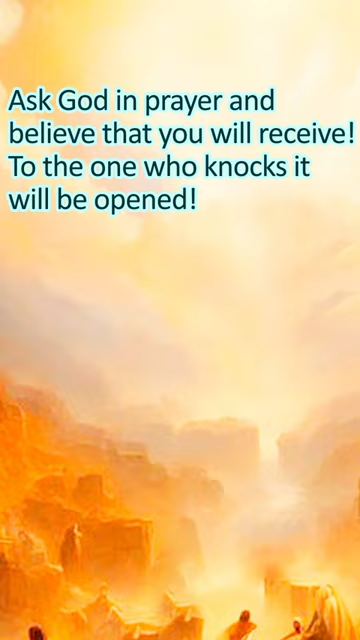 Ask God in prayer and
believe that you will receive!
To the one who knocks it
will be opened!